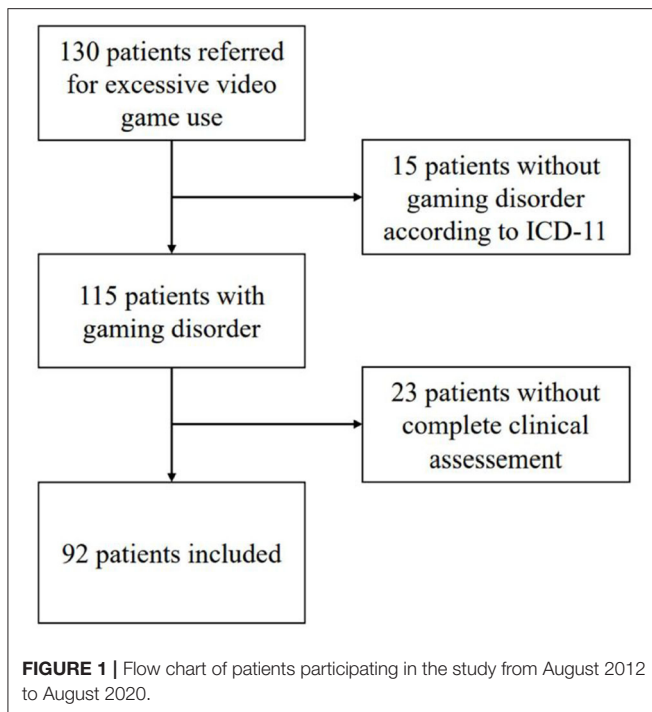 130 patients referred
for excessive video
game use
15 patients without
gaming disorder
according to ICD-11
115 patients with
gaming disorder
23 patients without
complete clinical
assessement
92 patients included
FIGURE 1 | Flow chart of patients participating in the study from August 2012
to August 2020.